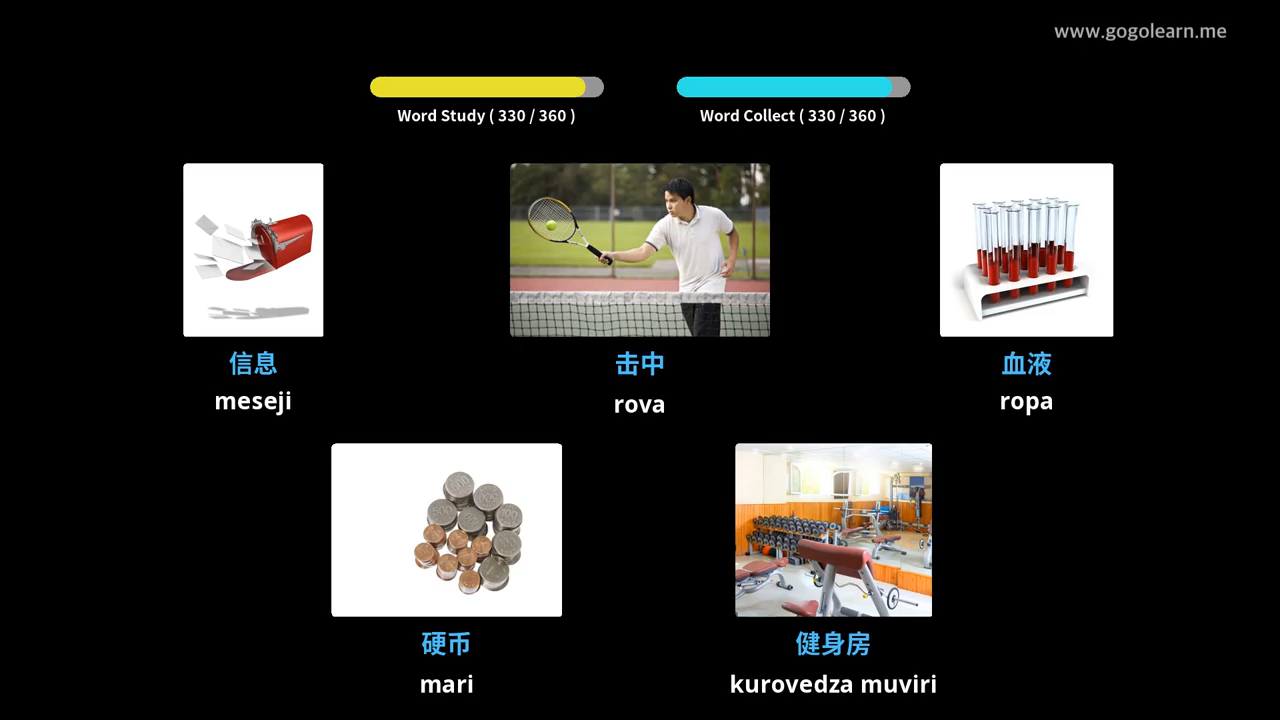 www.gogolearn.me
Word Study ( 330 / 360 )
Word Collect ( 330 / 360 )
信息
meseji
击中
rova
血液
ropa
硬币
mari
健身房
kurovedza muviri